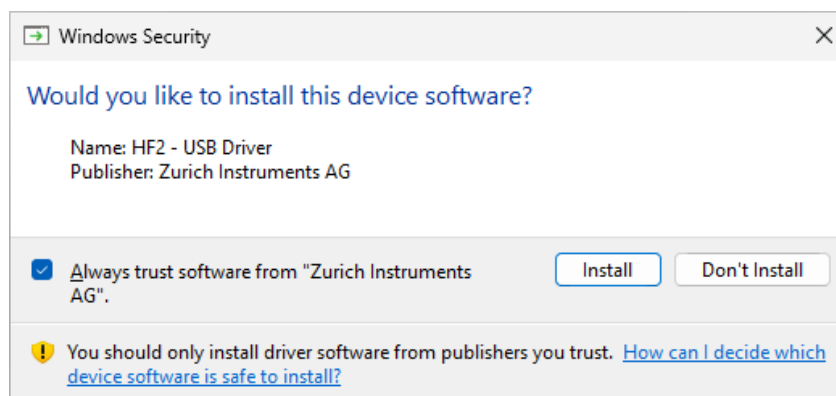 Windows Security
Would you like to install this device software?
Name: HF2 - USB Driver
Publisher: Zurich Instruments AG
Always trust software from "Zurich Instruments
AG".
Install
Don't Install
You should only install driver software from publishers you trust. How can I decide which
device software is safe to install?